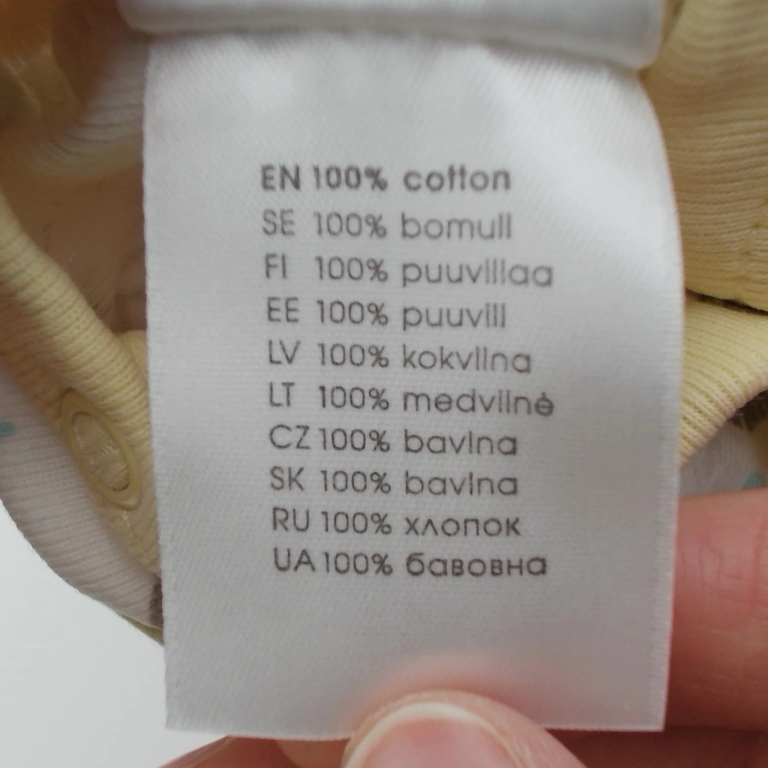 EN 100% cotton
SE 100% bomull
FI 100% puuvillaa
EE 100% puuvill
LV 100% kokvilna
LT 100% medvilnė
CZ 100% bavlna
SK 100% bavlna
RU 100% хлопок
UA 100% бавовна